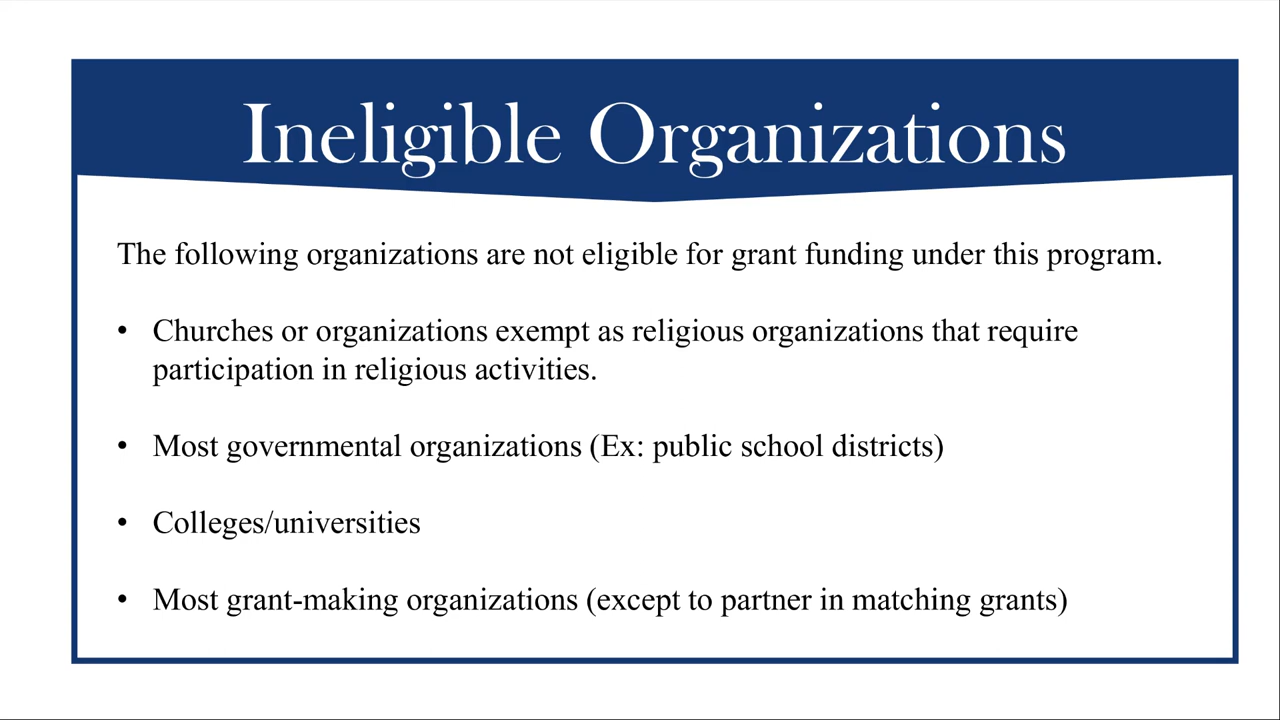 Ineligible Organizations
The following organizations are not eligible for grant funding under this program.
• Churches or organizations exempt as religious organizations that require
participation in religious activities.
• Most governmental organizations (Ex: public school districts)
• Colleges/universities
• Most grant-making organizations (except to partner in matching grants)